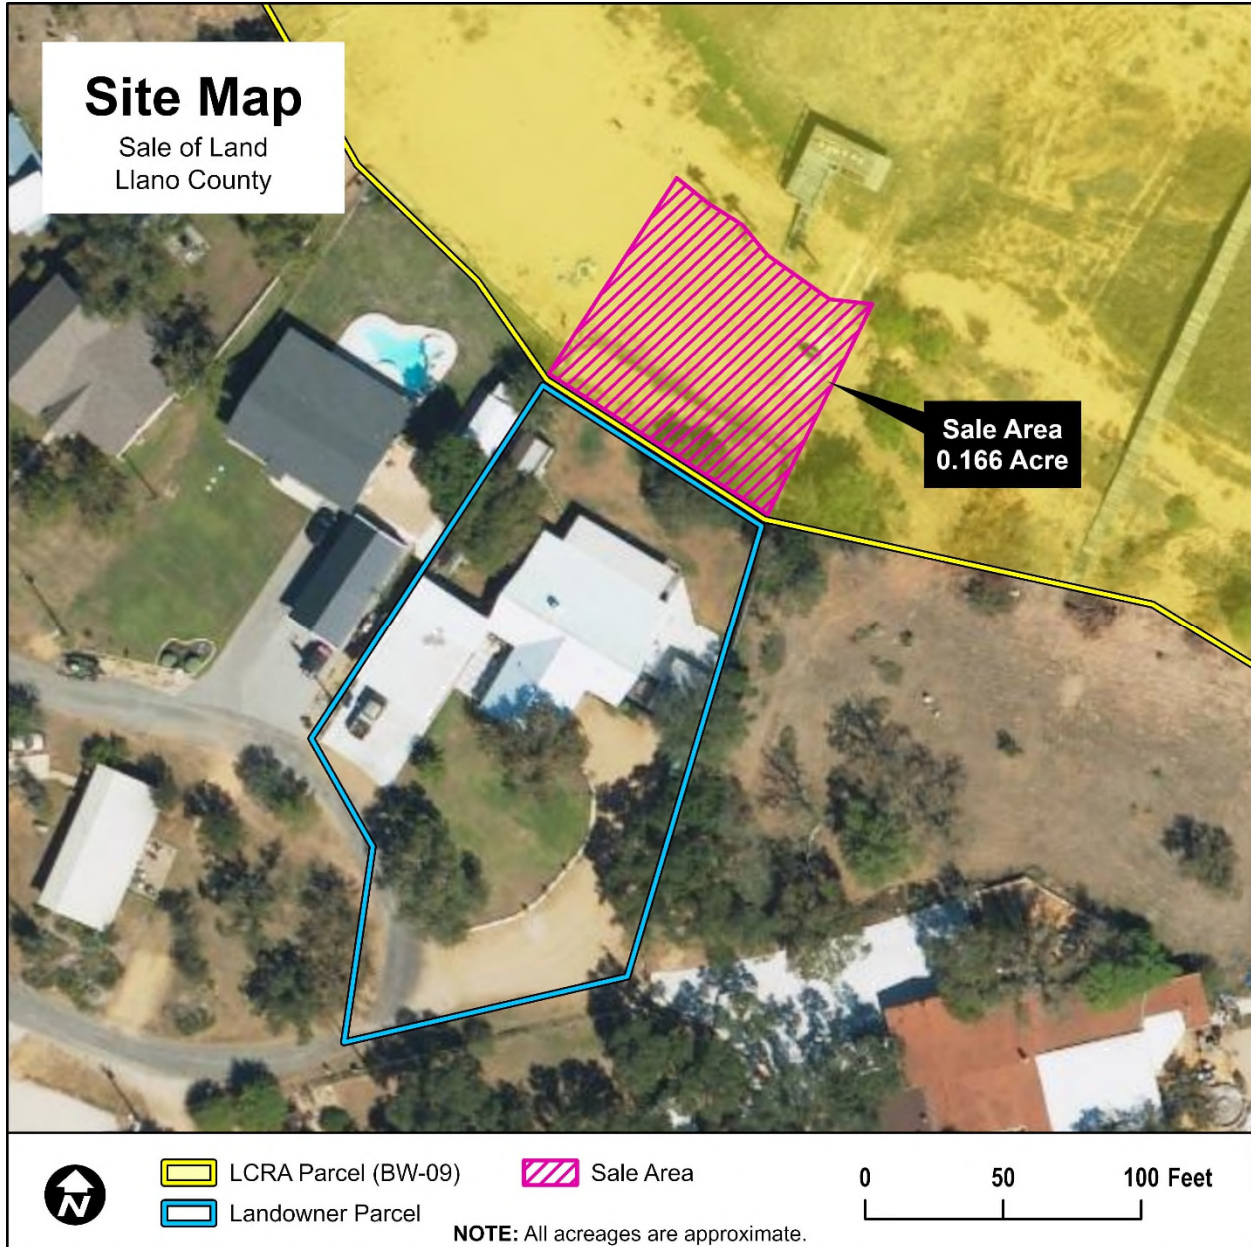 Site Map
Sale of Land
Llano County
Sale Area
0.166 Acre
N
LCRA Parcel (BW-09)
Sale Area
Landowner Parcel
0 50 100 Feet
NOTE: All acreages are approximate.